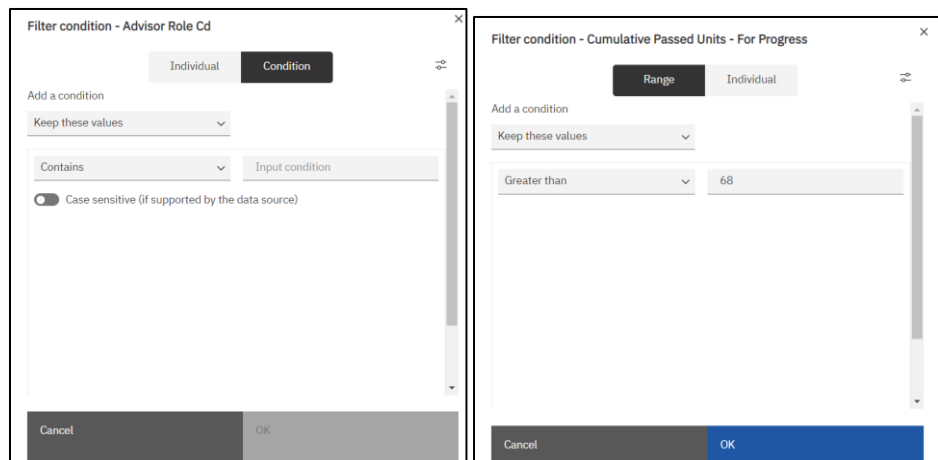 Filter condition - Advisor Role Cd
Individual Condition
Add a condition
Keep these values
Contains Input condition
Case sensitive (if supported by the data source)
Cancel OK
Filter condition - Cumulative Passed Units - For Progress
Range Individual
Add a condition
Keep these values
Greater than 68
Cancel OK